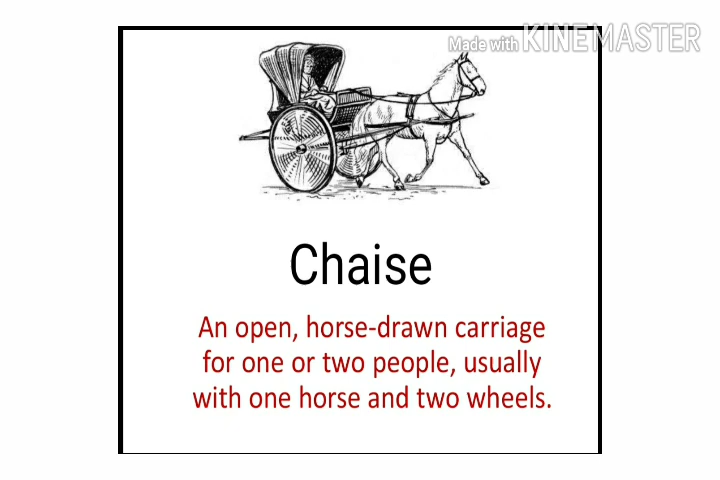 Made with KINEMASTER
Chaise
An open, horse-drawn carriage
for one or two people, usually
with one horse and two wheels.